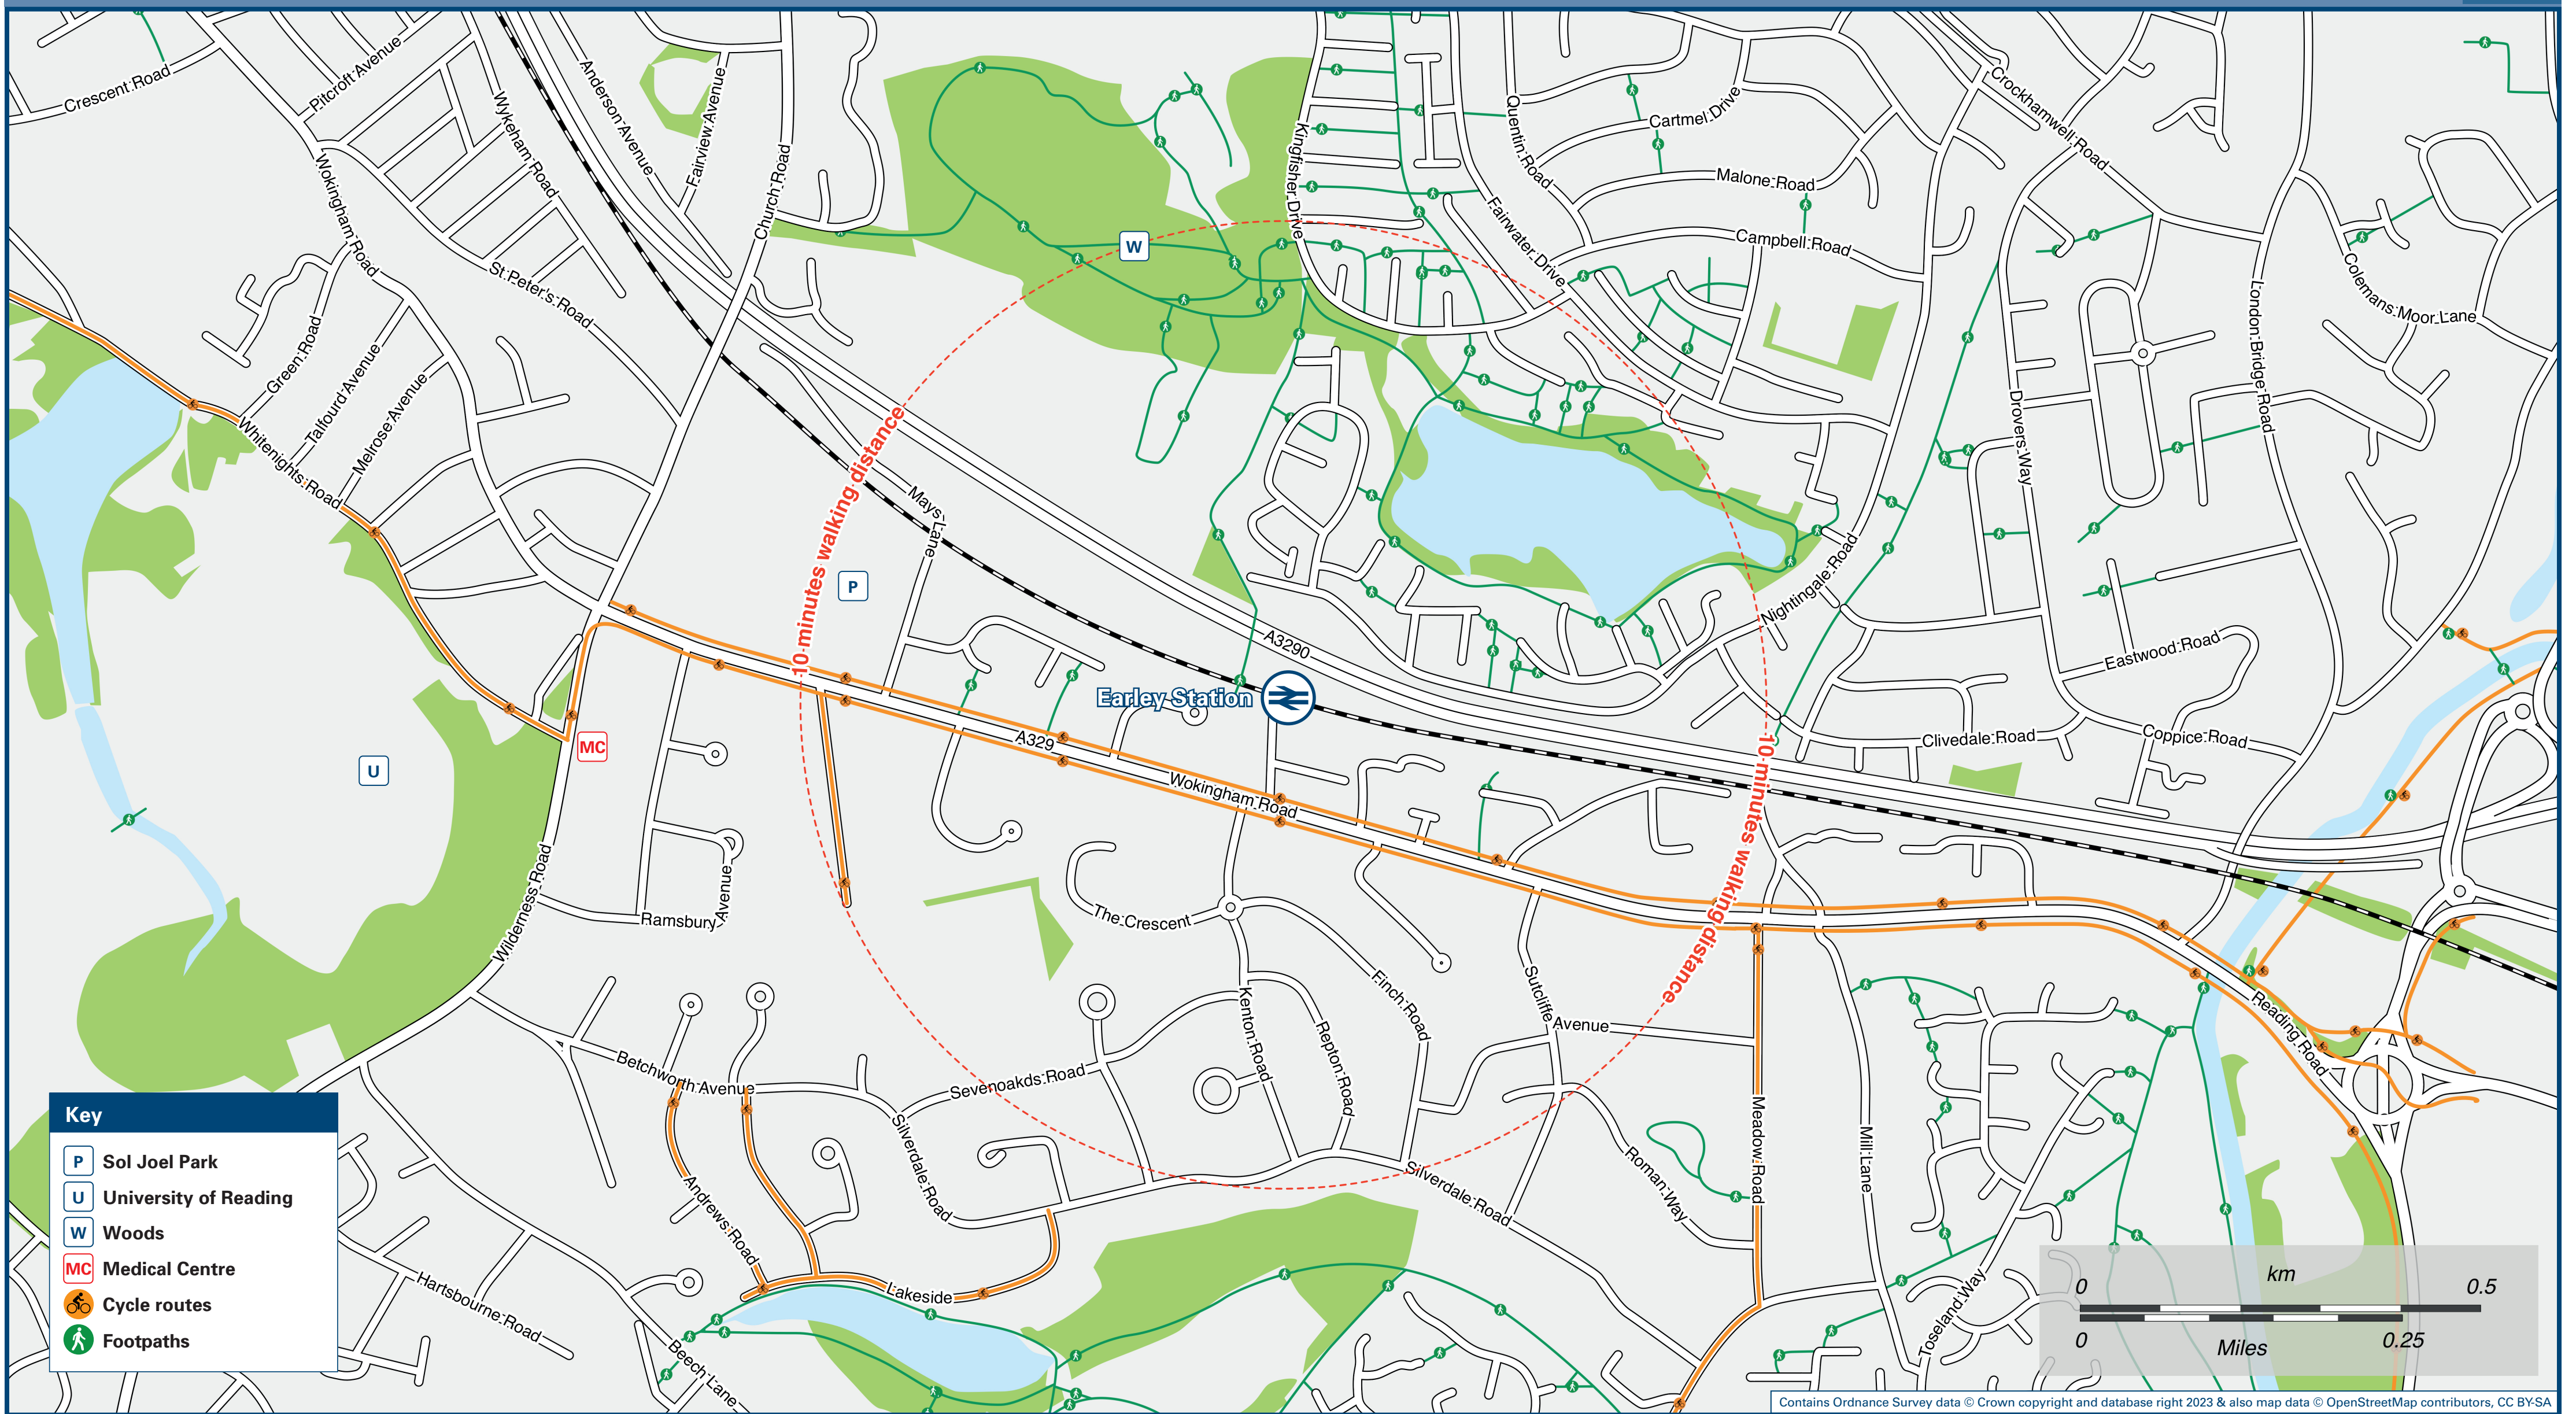 Crescent Road
Pitcroft Avenue
Wykeham Road
Anderson Avenue
Fairview Avenue
Church Road
Wokingham Road
St Peter's Road
Green Road
Talfourd Avenue
Melrose Avenue
Whitenights Road
Kingfisher Drive
Quentin Road
Cartmel Drive
Malone Road
Campbell Road
Fairwater Drive
Crockhamwell Road
Colemans Moor Lane
London Bridge Road
Drovers Way
Nightingale Road
Eastwood Road
Clivedale Road
Coppice Road
W
P
U
MC
10 minutes walking distance
10 minutes walking distance
Mays Lane
A3290
Earley Station
A329
Wokingham Road
Wilderness Road
Ramsbury Avenue
The Crescent
Finch Road
Kenton Road
Repton Road
Sutcliffe Avenue
Sevenoakds Road
Betchworth Avenue
Silverdale Road
Silverdale Road
Andrews Road
Lakeside
Hartsbourne Road
Beech Lane
Roman Way
Meadow Road
Mill Lane
Toseland Way
Reading Road
Key
P Sol Joel Park
U University of Reading
W Woods
MC Medical Centre
Cycle routes
Footpaths
0 km 0.5
0 Miles 0.25
Contains Ordnance Survey data © Crown copyright and database right 2023 & also map data © OpenStreetMap contributors, CC BY-SA